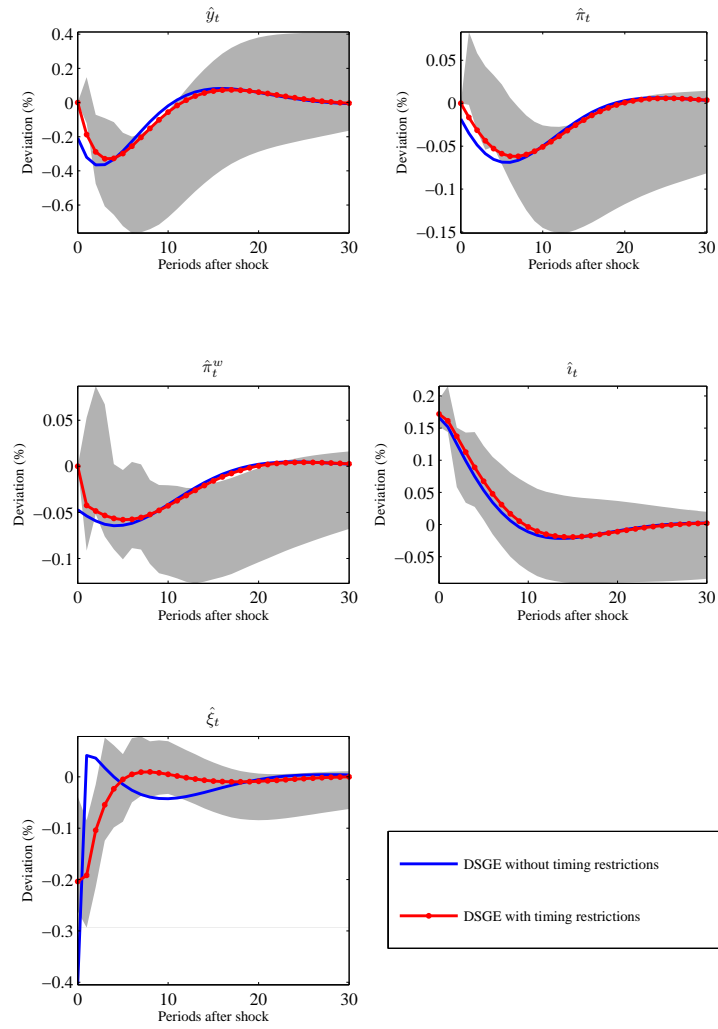 ŷ_t
0.4
0.2
0
−0.2
−0.4
−0.6
Deviation (%)
0 10 20 30
Periods after shock
π̂_t
0.05
0
−0.05
−0.1
−0.15
Deviation (%)
0 10 20 30
Periods after shock
π̂_t^w
0.05
0
−0.05
−0.1
Deviation (%)
0 10 20 30
Periods after shock
ı̂_t
0.2
0.15
0.1
0.05
0
−0.05
Deviation (%)
0 10 20 30
Periods after shock
ξ̂_t
0
−0.1
−0.2
−0.3
−0.4
Deviation (%)
0 10 20 30
Periods after shock
DSGE without timing restrictions
DSGE with timing restrictions